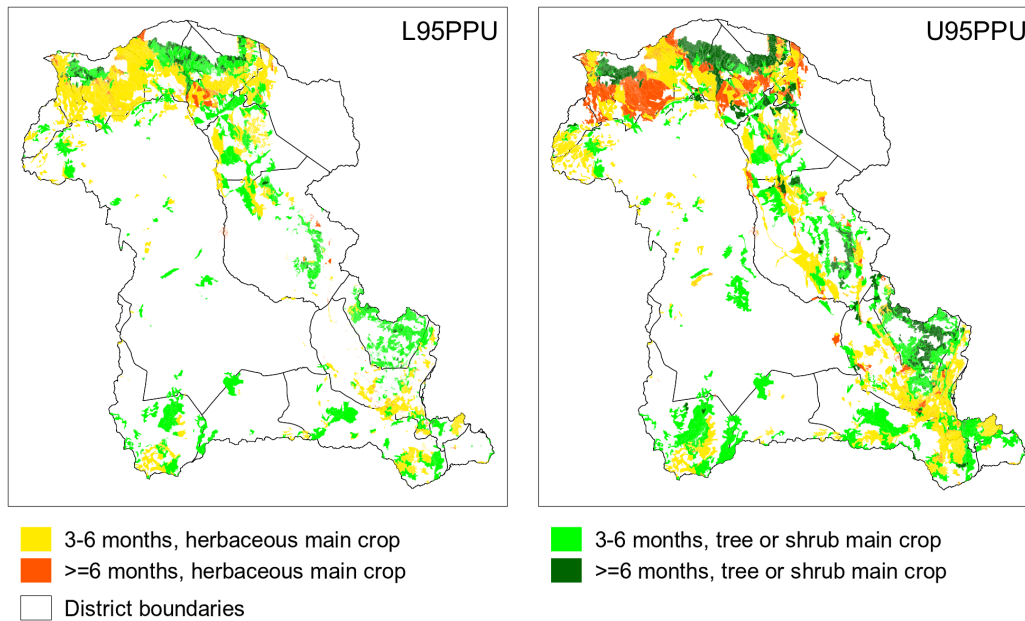 L95PPU
U95PPU
3-6 months, herbaceous main crop
>=6 months, herbaceous main crop
District boundaries
3-6 months, tree or shrub main crop
>=6 months, tree or shrub main crop